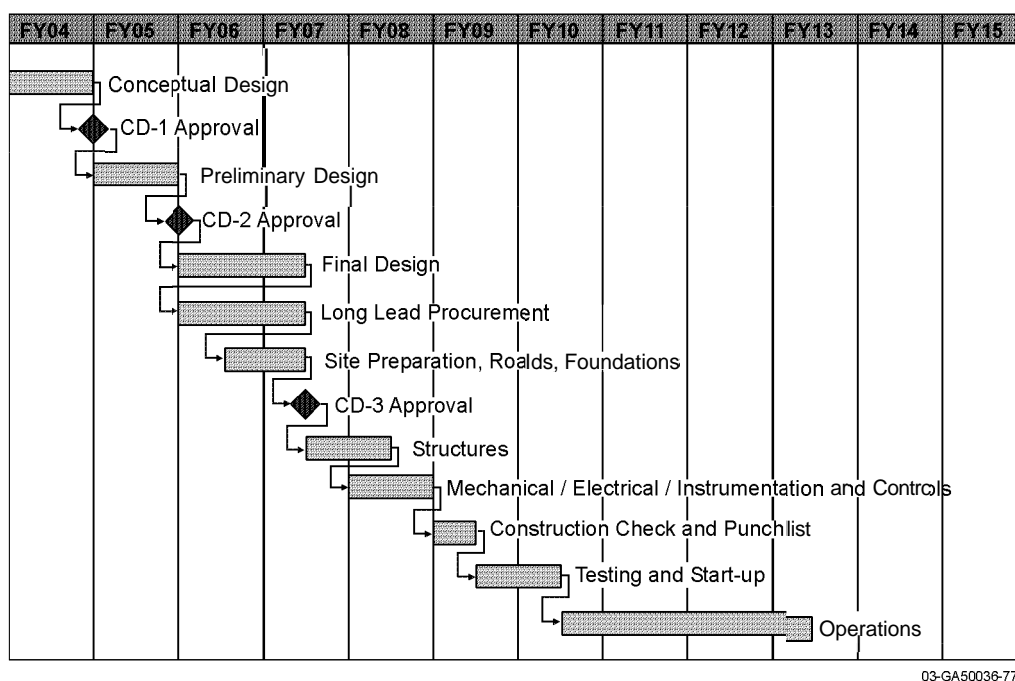 FY04 FY05 FY06 FY07 FY08 FY09 FY10 FY11 FY12 FY13 FY14 FY15
Conceptual Design
CD-1 Approval
Preliminary Design
CD-2 Approval
Final Design
Long Lead Procurement
Site Preparation, Roalds, Foundations
CD-3 Approval
Structures
Mechanical / Electrical / Instrumentation and Controls
Construction Check and Punchlist
Testing and Start-up
Operations
03-GA50036-77